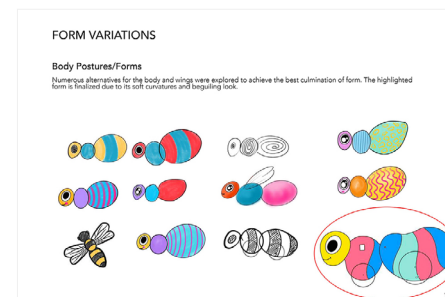 FORM VARIATIONS
Body Postures/Forms
Numerous alternatives for the body and wings were explored to achieve the best culmination of form. The highlighted
form is finalized due to its soft curvatures and beguiling look.